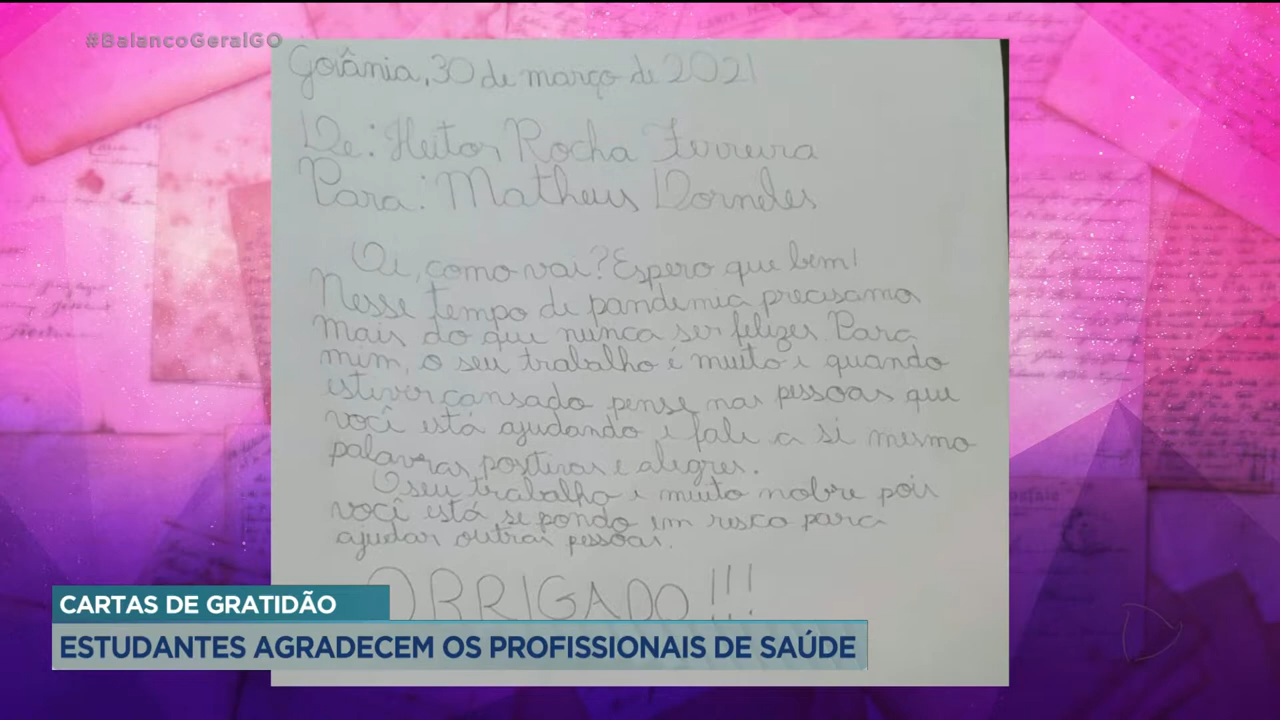 #BalancoGeralGO
Goiânia, 30 de março de 2021
De: Heitor Rocha Ferreira
Para: Matheus Dorneles
Oi, como vai? Espero que bem!
Nesse tempo de pandemia precisamos
mais do que nunca ser felizes. Para
mim, o seu trabalho é muito e quando
estiver cansado pense nas pessoas que
você está ajudando e fale a si mesmo
palavras positivas e alegres.
O seu trabalho é muito nobre pois
você está se pondo em risco para
ajudar outras pessoas.
OBRIGADO!!!
CARTAS DE GRATIDÃO
ESTUDANTES AGRADECEM OS PROFISSIONAIS DE SAÚDE